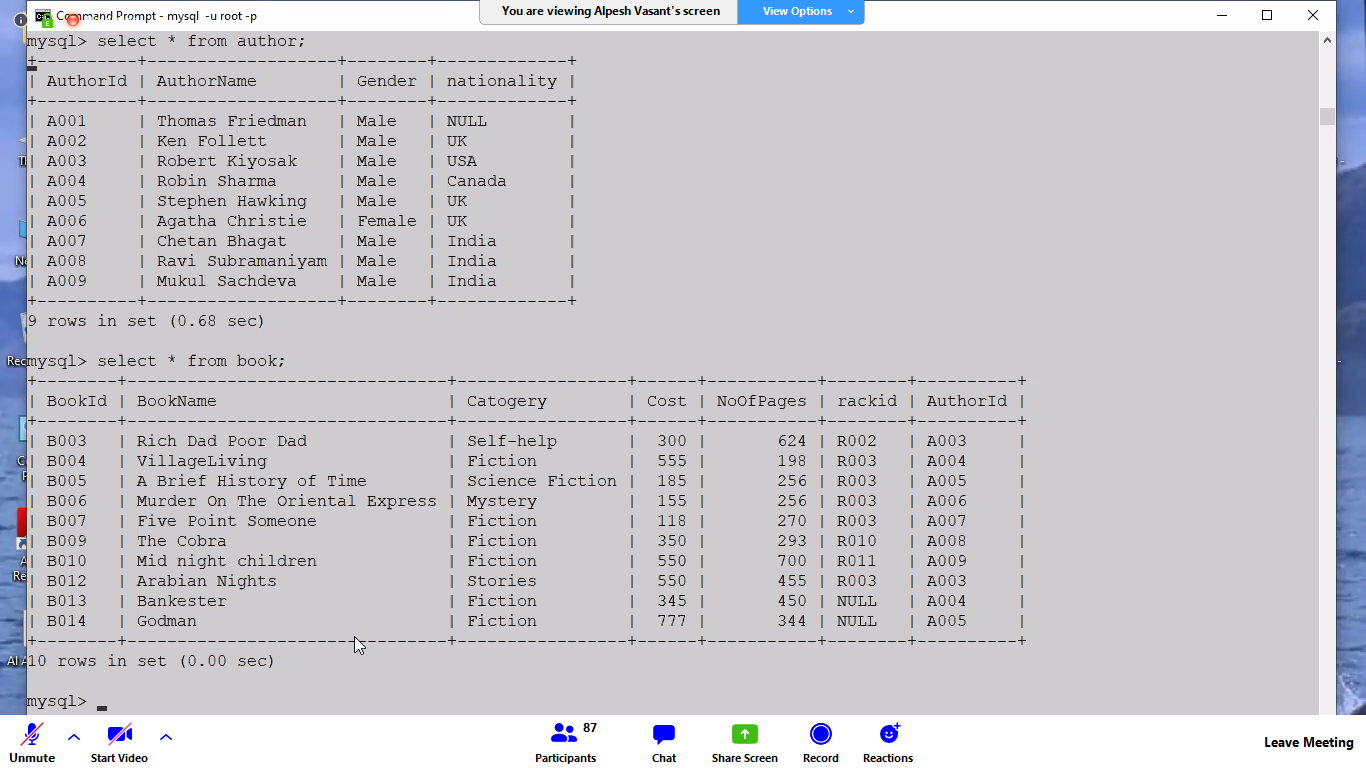 Command Prompt - mysql -u root -p
You are viewing Alpesh Vasant's screen View Options
mysql> select * from author;
+----------+-------------------+--------+-------------+
| AuthorId | AuthorName | Gender | nationality |
+----------+-------------------+--------+-------------+
| A001 | Thomas Friedman | Male | NULL |
| A002 | Ken Follett | Male | UK |
| A003 | Robert Kiyosak | Male | USA |
| A004 | Robin Sharma | Male | Canada |
| A005 | Stephen Hawking | Male | UK |
| A006 | Agatha Christie | Female | UK |
| A007 | Chetan Bhagat | Male | India |
| A008 | Ravi Subramaniyam | Male | India |
| A009 | Mukul Sachdeva | Male | India |
+----------+-------------------+--------+-------------+
9 rows in set (0.68 sec)
mysql> select * from book;
+--------+--------------------------------+-----------------+------+-----------+--------+----------+
| BookId | BookName | Catogery | Cost | NoOfPages | rackid | AuthorId |
+--------+--------------------------------+-----------------+------+-----------+--------+----------+
| B003 | Rich Dad Poor Dad | Self-help | 300 | 624 | R002 | A003 |
| B004 | VillageLiving | Fiction | 555 | 198 | R003 | A004 |
| B005 | A Brief History of Time | Science Fiction | 185 | 256 | R003 | A005 |
| B006 | Murder On The Oriental Express | Mystery | 155 | 256 | R003 | A006 |
| B007 | Five Point Someone | Fiction | 118 | 270 | R003 | A007 |
| B009 | The Cobra | Fiction | 350 | 293 | R010 | A008 |
| B010 | Mid night children | Fiction | 550 | 700 | R011 | A009 |
| B012 | Arabian Nights | Stories | 550 | 455 | R003 | A003 |
| B013 | Bankester | Fiction | 345 | 450 | NULL | A004 |
| B014 | Godman | Fiction | 777 | 344 | NULL | A005 |
+--------+--------------------------------+-----------------+------+-----------+--------+----------+
10 rows in set (0.00 sec)
mysql>
87
Unmute Start Video Participants Chat Share Screen Record Reactions
Leave Meeting